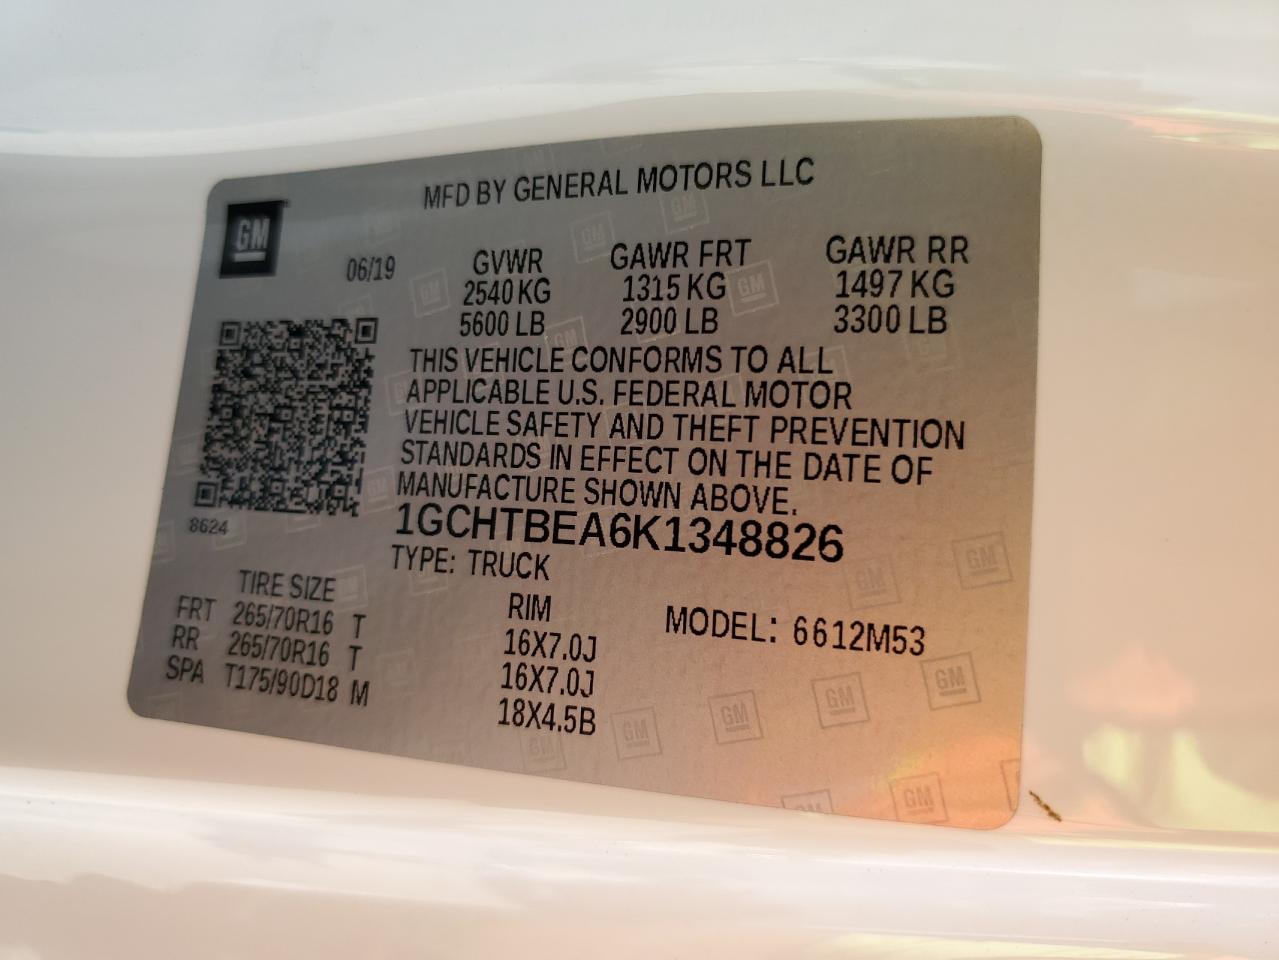 MFD BY GENERAL MOTORS LLC
GM
06/19
GVWR GAWR FRT GAWR RR
2540 KG 1315 KG 1497 KG
5600 LB 2900 LB 3300 LB
THIS VEHICLE CONFORMS TO ALL
APPLICABLE U.S. FEDERAL MOTOR
VEHICLE SAFETY AND THEFT PREVENTION
STANDARDS IN EFFECT ON THE DATE OF
MANUFACTURE SHOWN ABOVE.
8624
1GCHTBEA6K1348826
TYPE: TRUCK
TIRE SIZE RIM MODEL: 6612M53
FRT 265/70R16 T 16X7.0J
RR 265/70R16 T 16X7.0J
SPA T175/90D18 M 18X4.5B